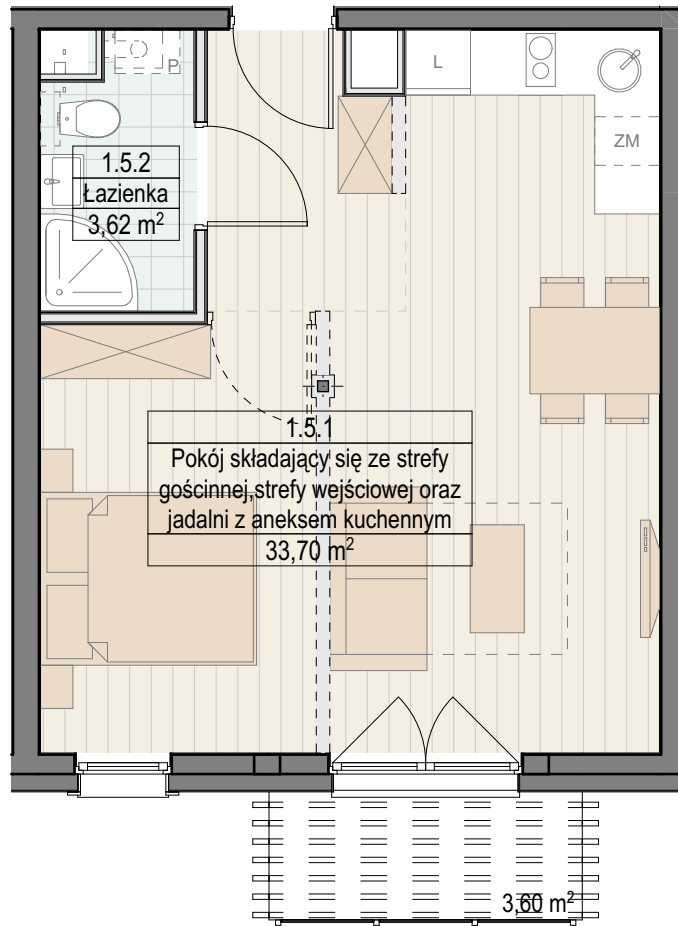 P
L
ZM
1.5.2
Łazienka
3,62 m²
1.5.1
Pokój składający się ze strefy
gościnnej,strefy wejściowej oraz
jadalni z aneksem kuchennym
33,70 m²
3,60 m²